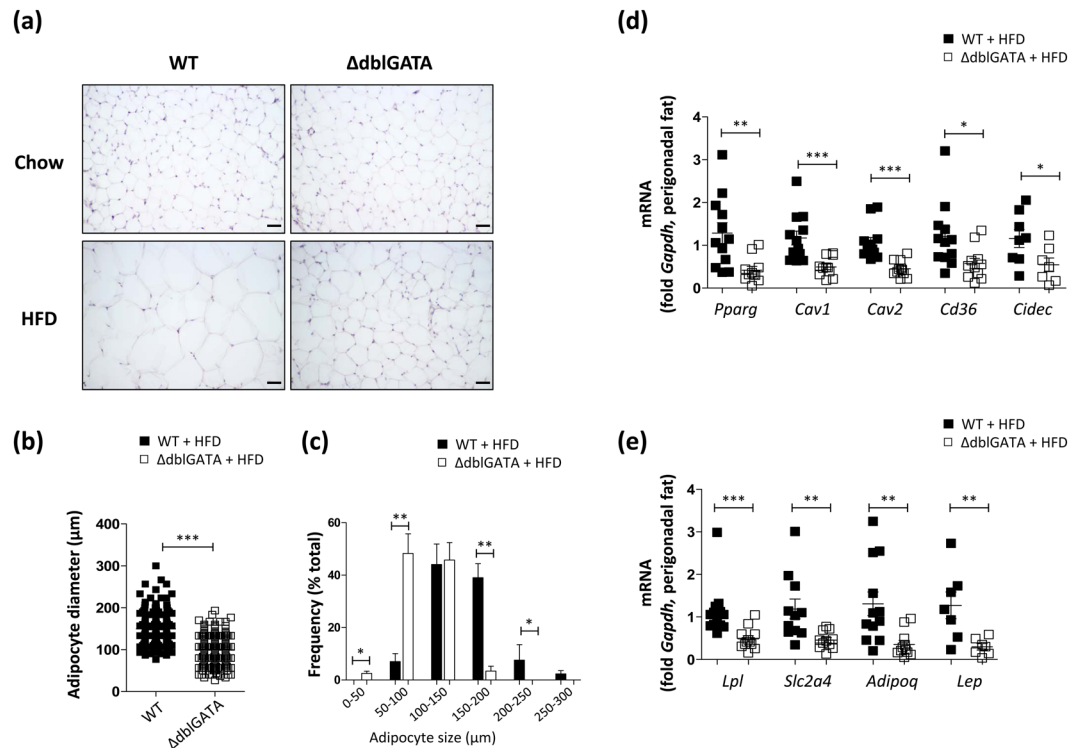 (a)
WT ΔdblGATA
Chow
HFD
(b)
WT + HFD
ΔdblGATA + HFD
Adipocyte diameter (µm)
400
300
200
100
0
***
WT
ΔdblGATA
(c)
WT + HFD
ΔdblGATA + HFD
Frequency (% total)
60
40
20
0
*
**
**
*
0-50
50-100
100-150
150-200
200-250
250-300
Adipocyte size (µm)
(d)
WT + HFD
ΔdblGATA + HFD
mRNA
(fold Gapdh, perigonadal fat)
4
3
2
1
0
** *** *** * *
Pparg Cav1 Cav2 Cd36 Cidec
(e)
WT + HFD
ΔdblGATA + HFD
mRNA
(fold Gapdh, perigonadal fat)
4
3
2
1
0
*** ** ** **
Lpl Slc2a4 Adipoq Lep